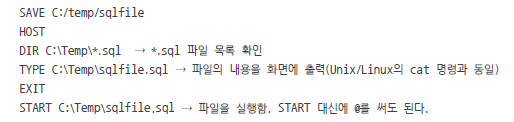 SAVE C:/temp/sqlfile
HOST
DIR C:\Temp\*.sql → *.sql 파일 목록 확인
TYPE C:\Temp\sqlfile.sql → 파일의 내용을 화면에 출력(Unix/Linux의 cat 명령과 동일)
EXIT
START C:\Temp\sqlfile.sql → 파일을 실행함. START 대신에 @를 써도 된다.